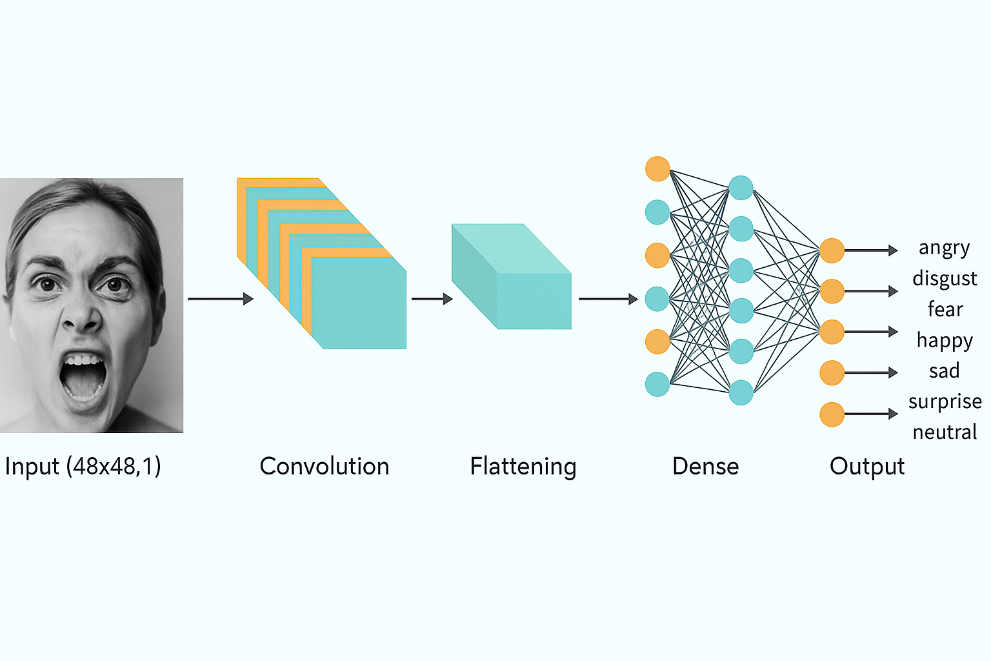 angry
disgust
fear
happy
sad
surprise
neutral
Input (48x48,1)
Convolution
Flattening
Dense
Output